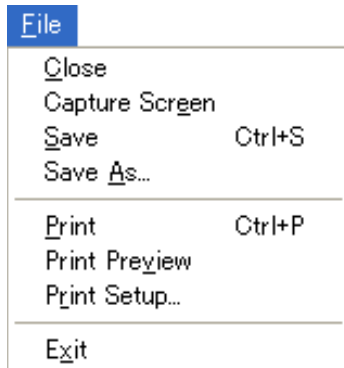 File
Close
Capture Screen
Save Ctrl+S
Save As...
Print Ctrl+P
Print Preview
Print Setup...
Exit